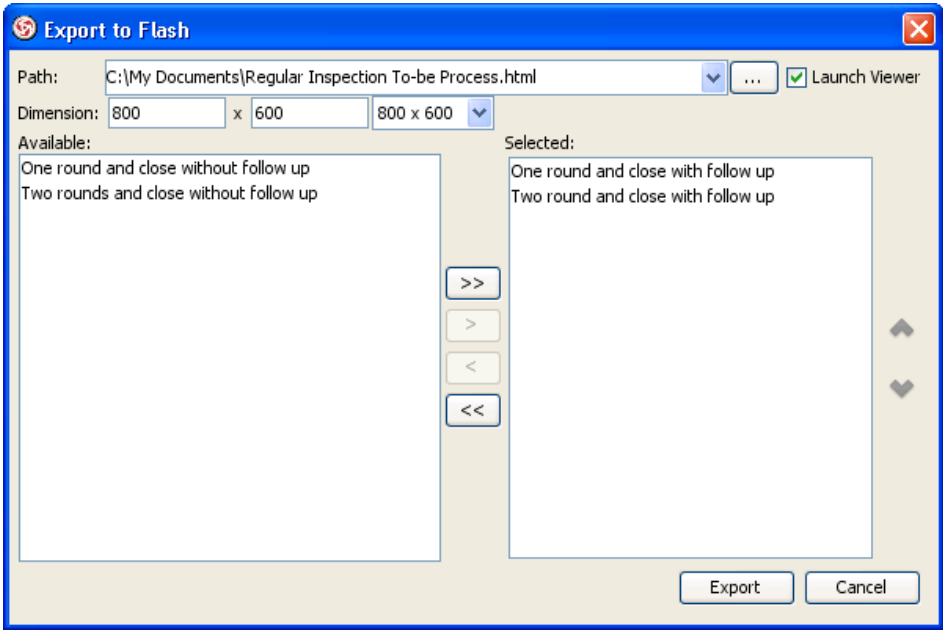 Export to Flash
Path: C:\My Documents\Regular Inspection To-be Process.html ... Launch Viewer
Dimension: 800 x 600 800 x 600
Available: Selected:
One round and close without follow up One round and close with follow up
Two rounds and close without follow up Two round and close with follow up
>>
>
<
<<
Export Cancel